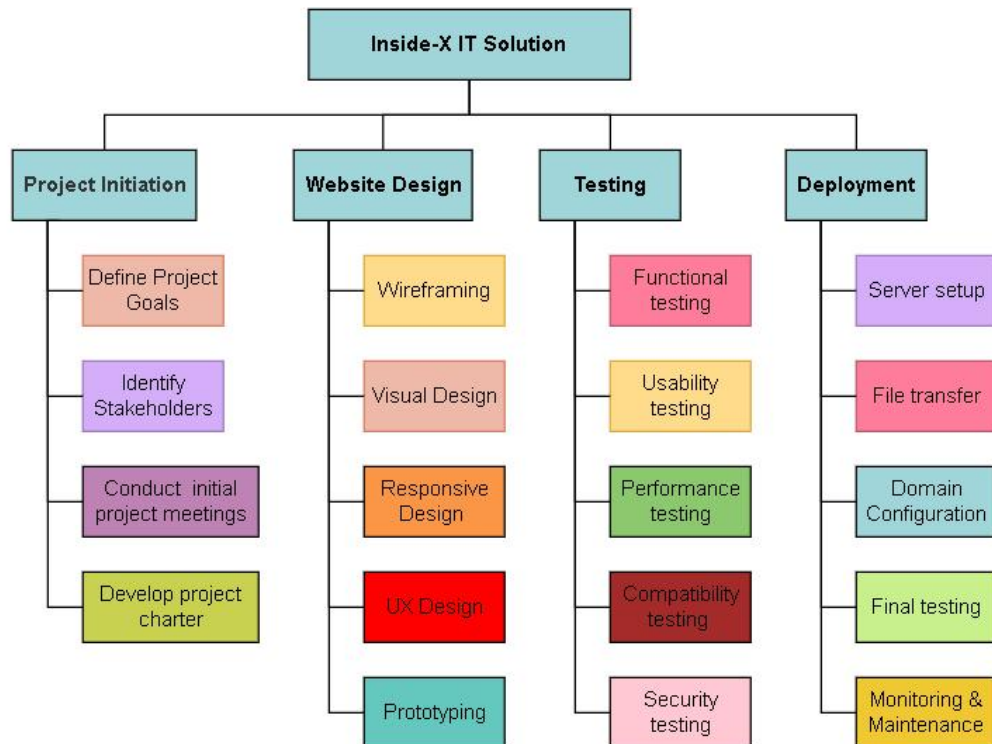 Inside-X IT Solution
Project Initiation
Website Design
Testing
Deployment
Define Project
Goals
Identify
Stakeholders
Conduct initial
project meetings
Develop project
charter
Wireframing
Visual Design
Responsive
Design
UX Design
Prototyping
Functional
testing
Usability
testing
Performance
testing
Compatibility
testing
Security
testing
Server setup
File transfer
Domain
Configuration
Final testing
Monitoring &
Maintenance